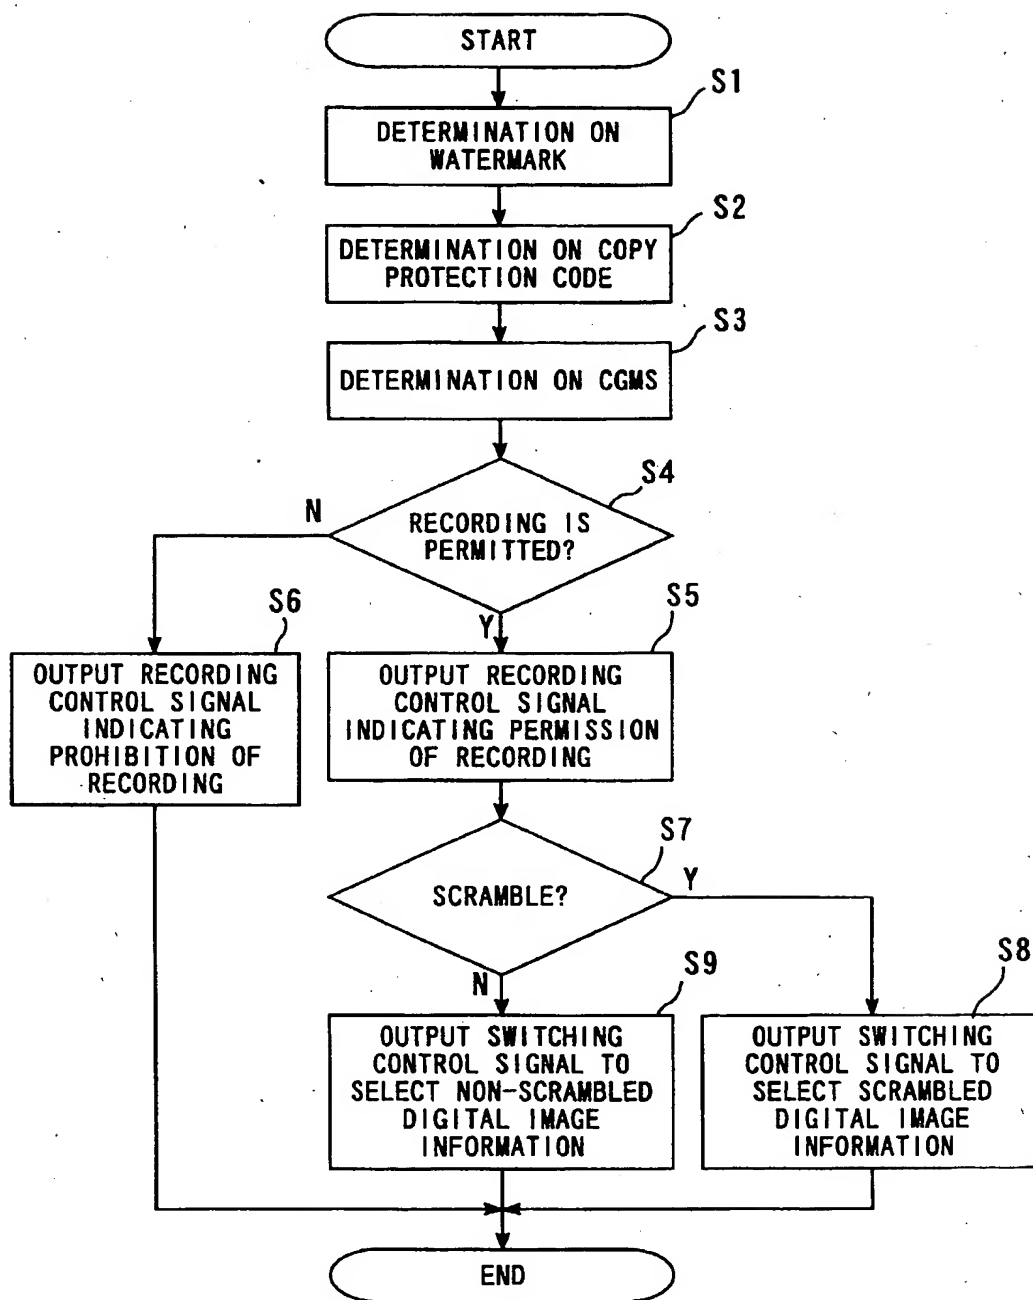 START
S1
DETERMINATION ON
WATERMARK
S2
DETERMINATION ON COPY
PROTECTION CODE
S3
DETERMINATION ON CGMS
S4
N
RECORDING IS
PERMITTED?
S6
Y
S5
OUTPUT RECORDING
CONTROL SIGNAL
INDICATING
PROHIBITION OF
RECORDING
OUTPUT RECORDING
CONTROL SIGNAL
INDICATING PERMISSION
OF RECORDING
S7
SCRAMBLE?
Y
N
S9
S8
OUTPUT SWITCHING
CONTROL SIGNAL TO
SELECT NON-SCRAMBLED
DIGITAL IMAGE
INFORMATION
OUTPUT SWITCHING
CONTROL SIGNAL TO
SELECT SCRAMBLED
DIGITAL IMAGE
INFORMATION
END